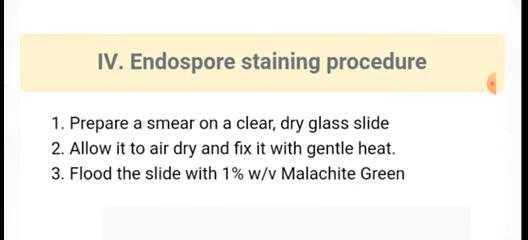 IV. Endospore staining procedure
1. Prepare a smear on a clear, dry glass slide
2. Allow it to air dry and fix it with gentle heat.
3. Flood the slide with 1% w/v Malachite Green